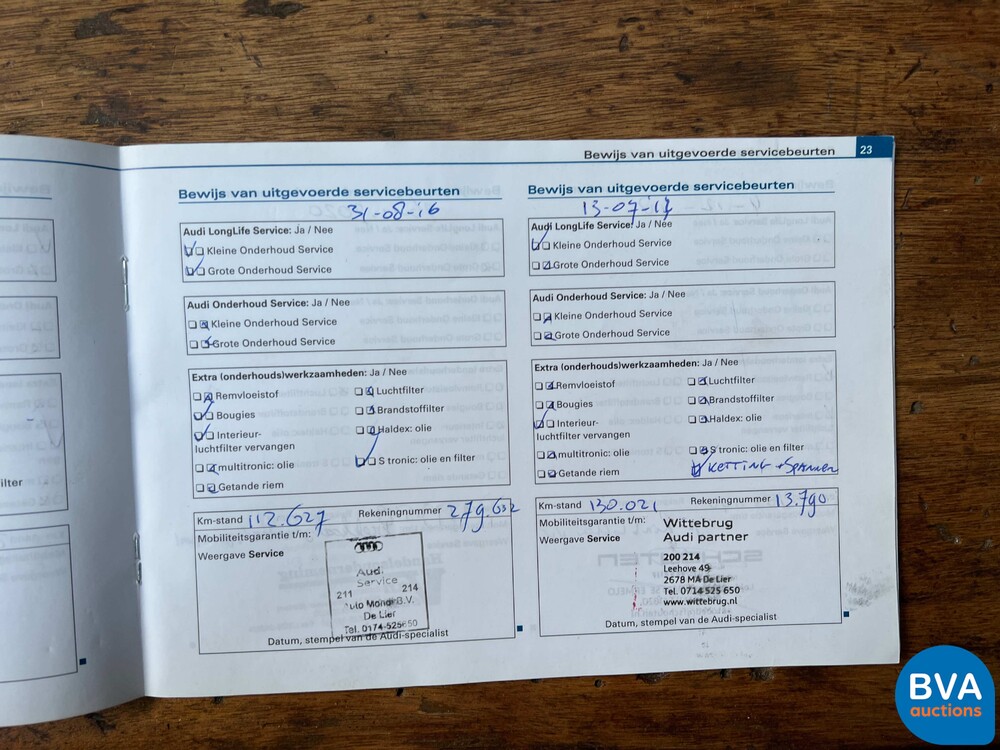 Bewijs van uitgevoerde servicebeurten 23
Bewijs van uitgevoerde servicebeurten
31-08-16
Audi LongLife Service: Ja / Nee
Kleine Onderhoud Service
Grote Onderhoud Service
Audi Onderhoud Service: Ja / Nee
Kleine Onderhoud Service
Grote Onderhoud Service
Extra (onderhouds)werkzaamheden: Ja / Nee
Remvloeistof Luchtfilter
Bougies Brandstoffilter
Interieur- Haldex: olie
luchtfilter vervangen
multitronic: olie S tronic: olie en filter
Getande riem
Km-stand 112.627 Rekeningnummer 279.632
Mobiliteitsgarantie t/m:
Weergave Service
Audi
Service
211 214
Auto Mondi B.V.
De Lier
Tel. 0174-525650
Datum, stempel van de Audi-specialist
Bewijs van uitgevoerde servicebeurten
13-07-17
Audi LongLife Service: Ja / Nee
Kleine Onderhoud Service
Grote Onderhoud Service
Audi Onderhoud Service: Ja / Nee
Kleine Onderhoud Service
Grote Onderhoud Service
Extra (onderhouds)werkzaamheden: Ja / Nee
Remvloeistof Luchtfilter
Bougies Brandstoffilter
Interieur- Haldex: olie
luchtfilter vervangen
multitronic: olie S tronic: olie en filter
Getande riem KETTING + SPANNER
Km-stand 130.021 Rekeningnummer 13.790
Mobiliteitsgarantie t/m:
Weergave Service
Wittebrug
Audi partner
200 214
Leehove 49
2678 MA De Lier
Tel. 0714 525 650
www.wittebrug.nl
Datum, stempel van de Audi-specialist
ilter
BVA
auctions